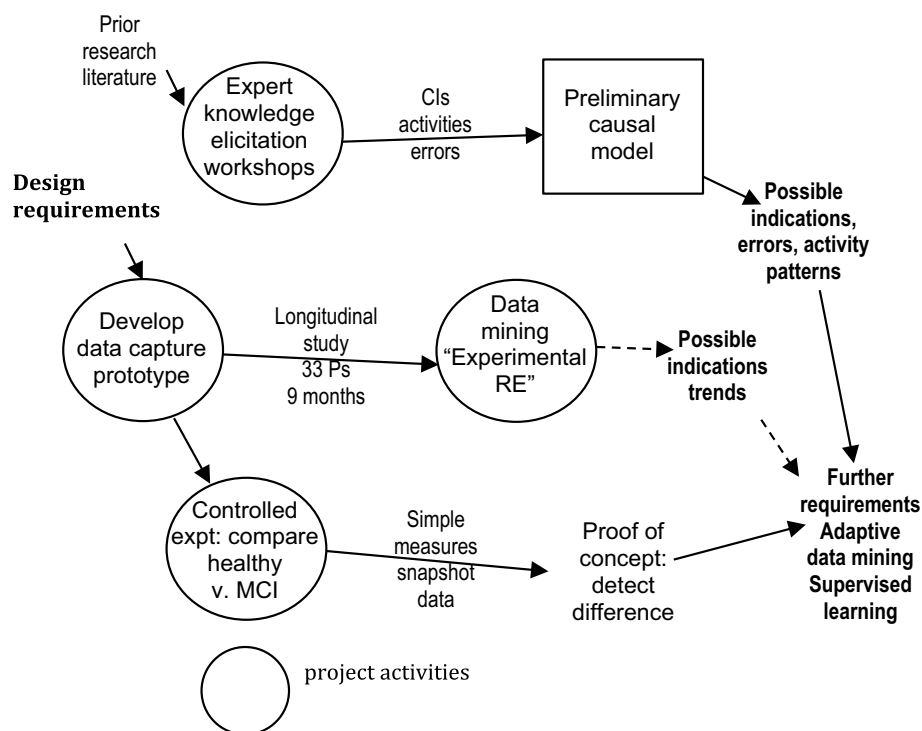 Prior
research
literature
Expert
knowledge
elicitation
workshops
CIs
activities
errors
Preliminary
causal
model
Design
requirements
Possible
indications,
errors, activity
patterns
Develop
data capture
prototype
Longitudinal
study
33 Ps
9 months
Data
mining
“Experimental
RE”
Possible
indications
trends
Controlled
expt: compare
healthy
v. MCI
Simple
measures
snapshot
data
Proof of
concept:
detect
difference
Further
requirements
Adaptive
data mining
Supervised
learning
project activities